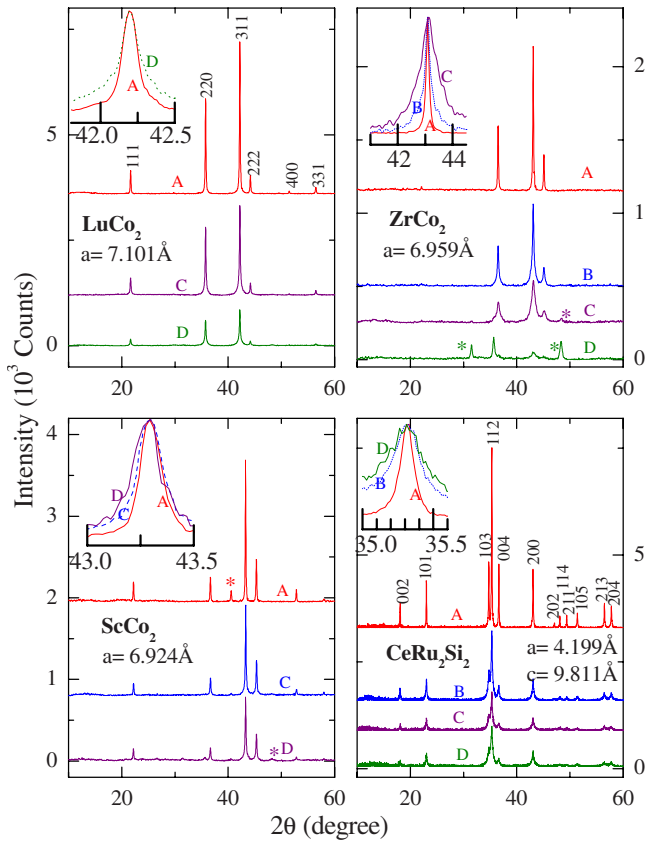 Intensity (10³ Counts)
2θ (degree)
8
5
0
D
A
42.0
42.5
111
220
311
222
400
331
A
LuCo₂
a= 7.101Å
C
D
20
40
60
2
1
0
C
B
A
42
44
A
ZrCo₂
a= 6.959Å
B
C
*
*
*
D
20
40
60
4
2
1
0
D
C
A
43.0
43.5
*
A
ScCo₂
a= 6.924Å
C
*
D
20
40
60
5
0
D
B
A
35.0
35.5
002
101
103
112
004
200
202
211
114
105
213
204
A
CeRu₂Si₂
a= 4.199Å
c= 9.811Å
B
C
D
20
40
60